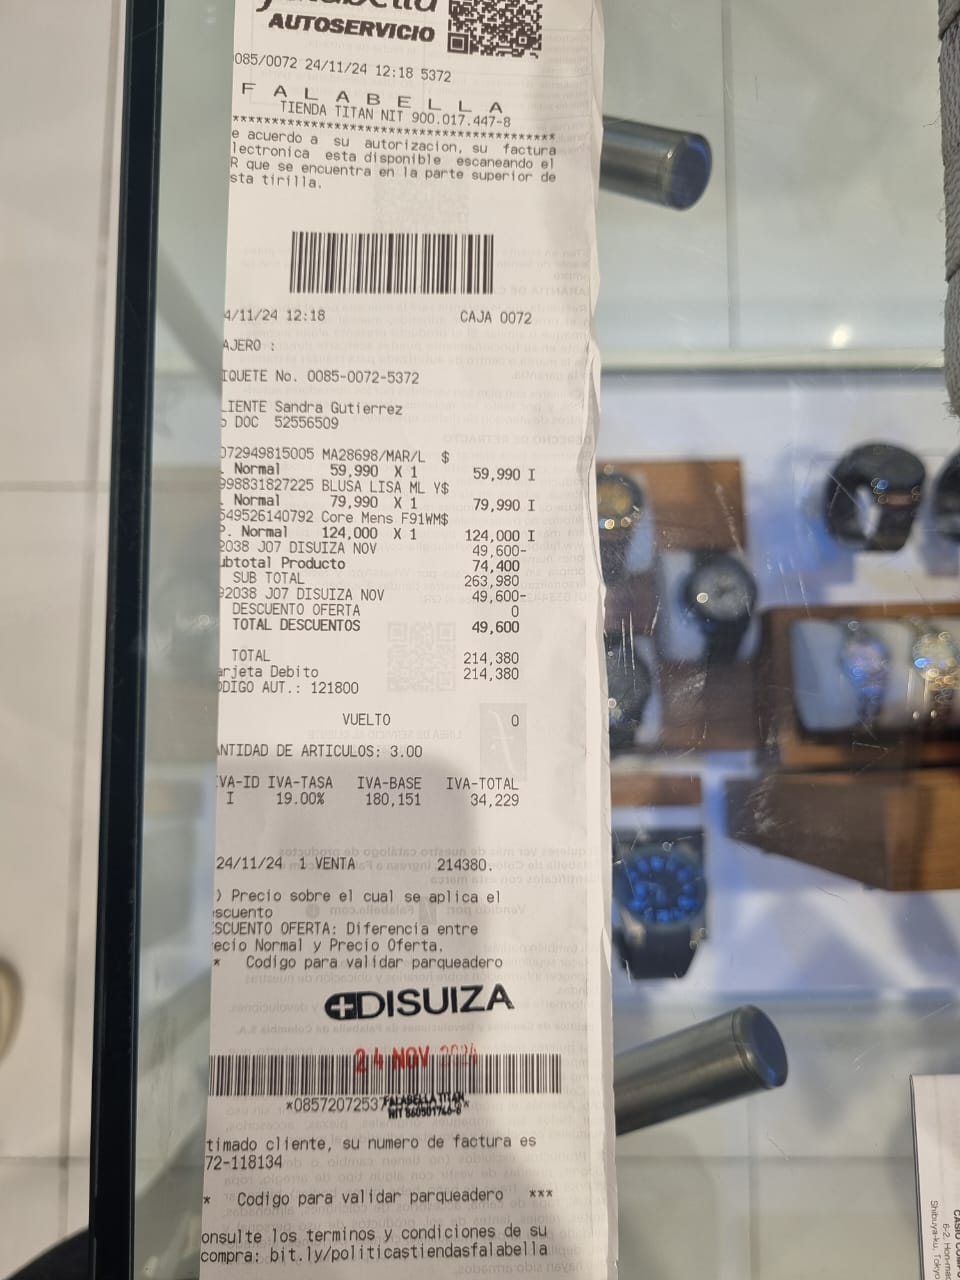 AUTOSERVICIO
085/0072 24/11/24 12:18 5372
F A L A B E L L A
TIENDA TITAN NIT 900.017.447-8
******************************************
e acuerdo a su autorizacion, su factura
lectronica esta disponible escaneando el
R que se encuentra en la parte superior de
sta tirilla.
4/11/24 12:18 CAJA 0072
AJERO :
IQUETE No. 0085-0072-5372
LIENTE Sandra Gutierrez
DOC 52556509
072949815005 MA28698/MAR/L $
. Normal 59,990 X 1 59,990 I
998831827225 BLUSA LISA ML Y$
. Normal 79,990 X 1 79,990 I
549526140792 Core Mens F91WM$
P. Normal 124,000 X 1 124,000 I
2038 J07 DISUIZA NOV 49,600-
ubtotal Producto 74,400
SUB TOTAL 263,980
92038 J07 DISUIZA NOV 49,600-
DESCUENTO OFERTA 0
TOTAL DESCUENTOS 49,600
TOTAL 214,380
arjeta Debito 214,380
ODIGO AUT.: 121800
VUELTO 0
ANTIDAD DE ARTICULOS: 3.00
IVA-ID IVA-TASA IVA-BASE IVA-TOTAL
I 19.00% 180,151 34,229
24/11/24 1 VENTA 214380.
) Precio sobre el cual se aplica el
escuento
ESCUENTO OFERTA: Diferencia entre
ecio Normal y Precio Oferta.
* Codigo para validar parqueadero
DISUIZA
24 NOV 2024
*08572072537
FALABELLA TITAN
NIT 860501766-8
timado cliente, su numero de factura es
72-118134
* Codigo para validar parqueadero ***
onsulte los terminos y condiciones de su
compra: bit.ly/politicastiendasfalabella